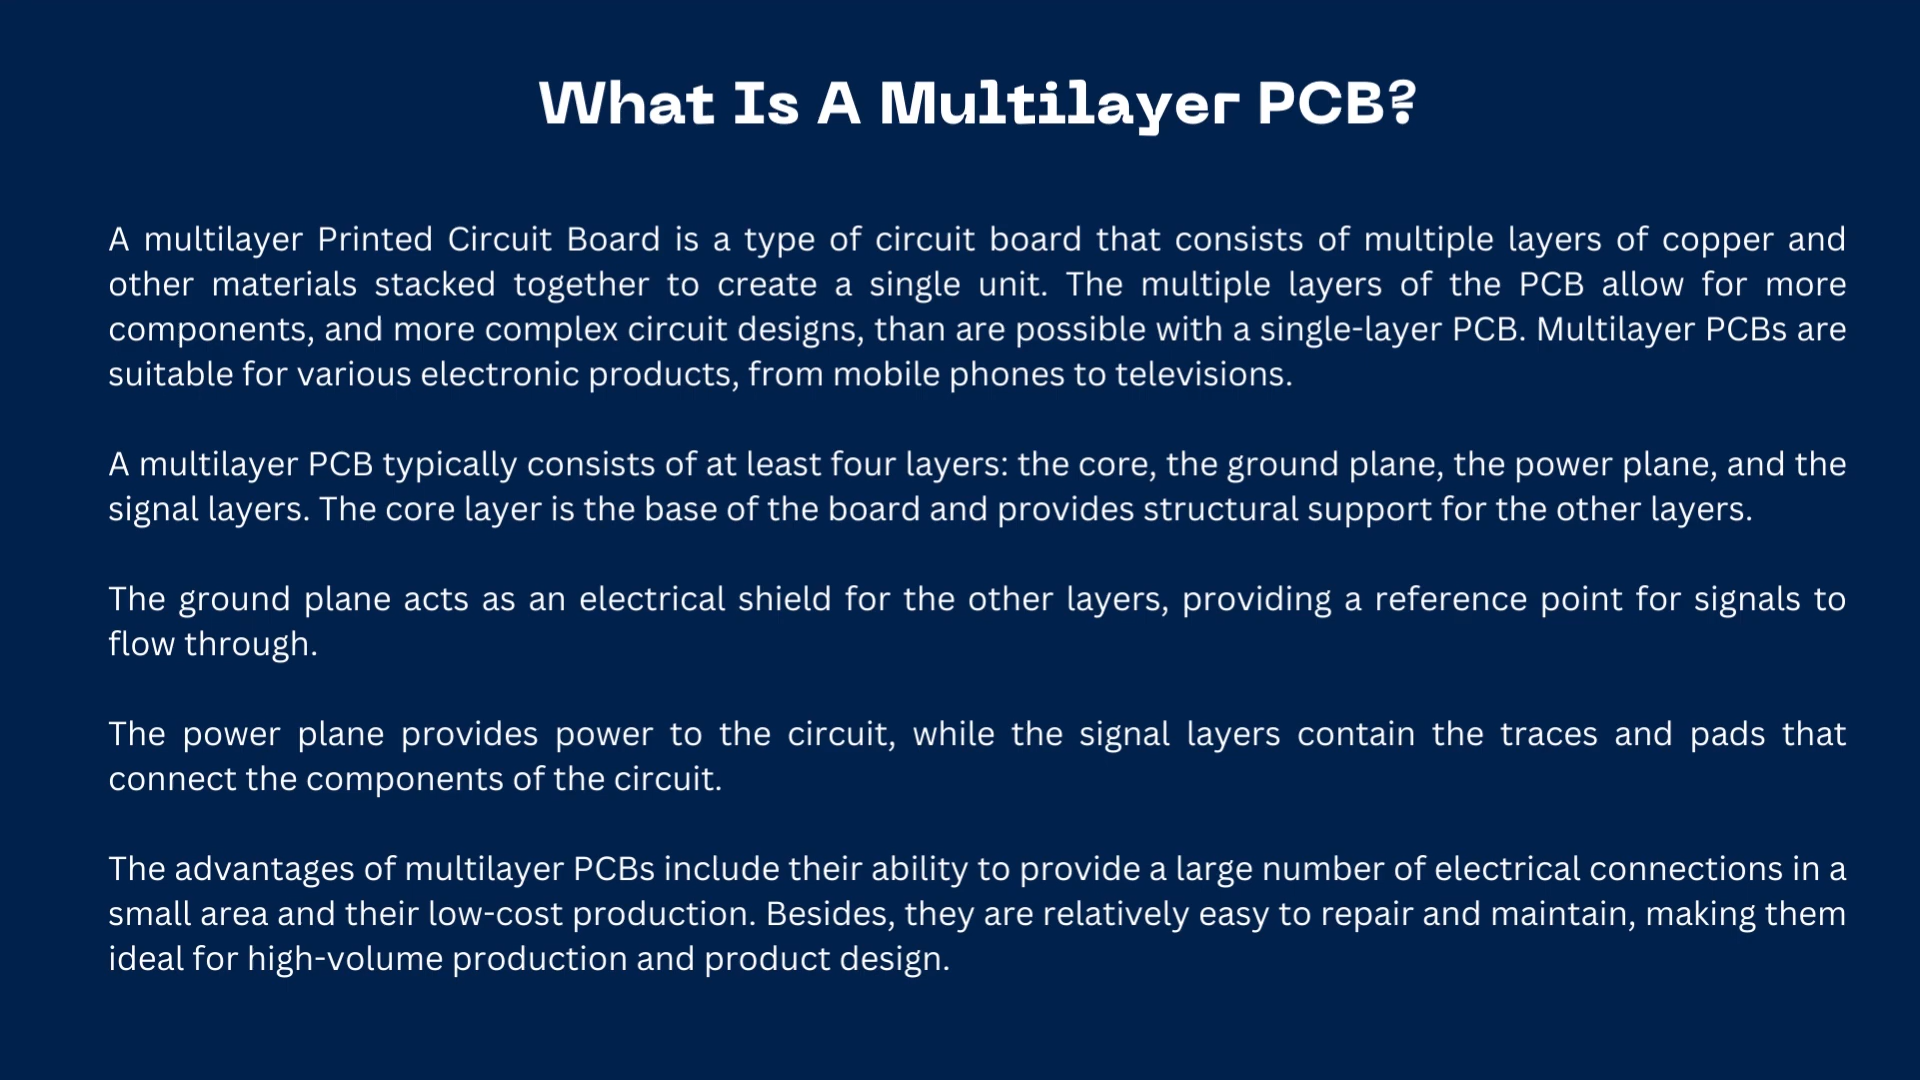 What Is A Multilayer PCB?
A multilayer Printed Circuit Board is a type of circuit board that consists of multiple layers of copper and
other materials stacked together to create a single unit. The multiple layers of the PCB allow for more
components, and more complex circuit designs, than are possible with a single-layer PCB. Multilayer PCBs are
suitable for various electronic products, from mobile phones to televisions.
A multilayer PCB typically consists of at least four layers: the core, the ground plane, the power plane, and the
signal layers. The core layer is the base of the board and provides structural support for the other layers.
The ground plane acts as an electrical shield for the other layers, providing a reference point for signals to
flow through.
The power plane provides power to the circuit, while the signal layers contain the traces and pads that
connect the components of the circuit.
The advantages of multilayer PCBs include their ability to provide a large number of electrical connections in a
small area and their low-cost production. Besides, they are relatively easy to repair and maintain, making them
ideal for high-volume production and product design.